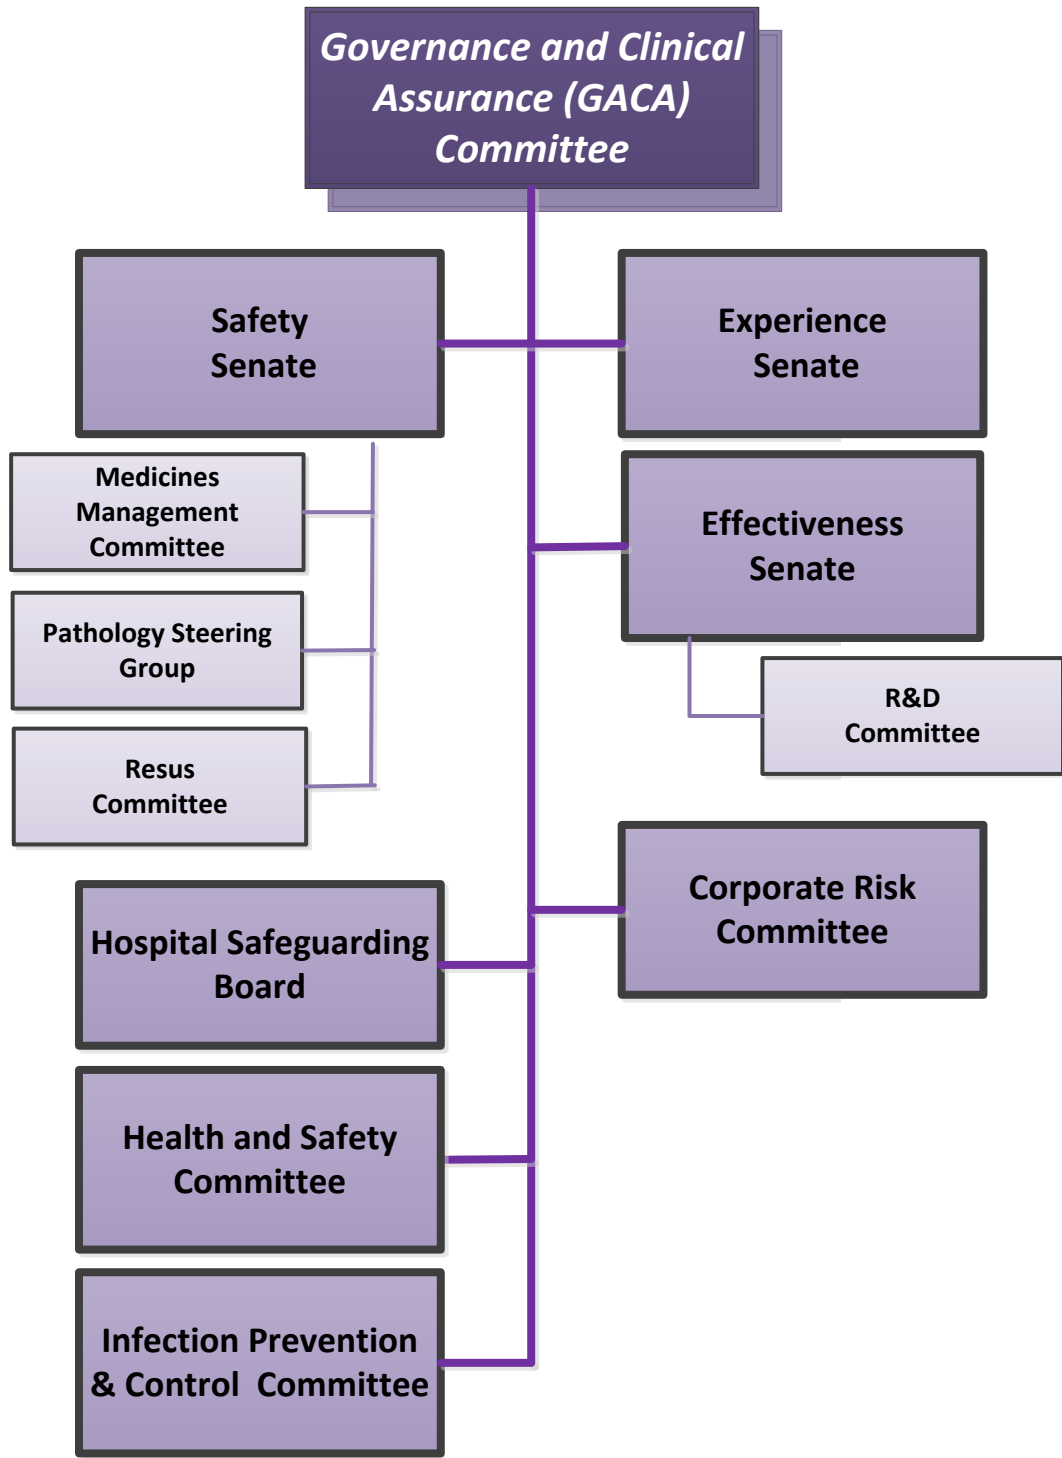 Governance and Clinical
Assurance (GACA)
Committee
Safety
Senate
Experience
Senate
Medicines
Management
Committee
Effectiveness
Senate
Pathology Steering
Group
R&D
Committee
Resus
Committee
Corporate Risk
Committee
Hospital Safeguarding
Board
Health and Safety
Committee
Infection Prevention
& Control  Committee